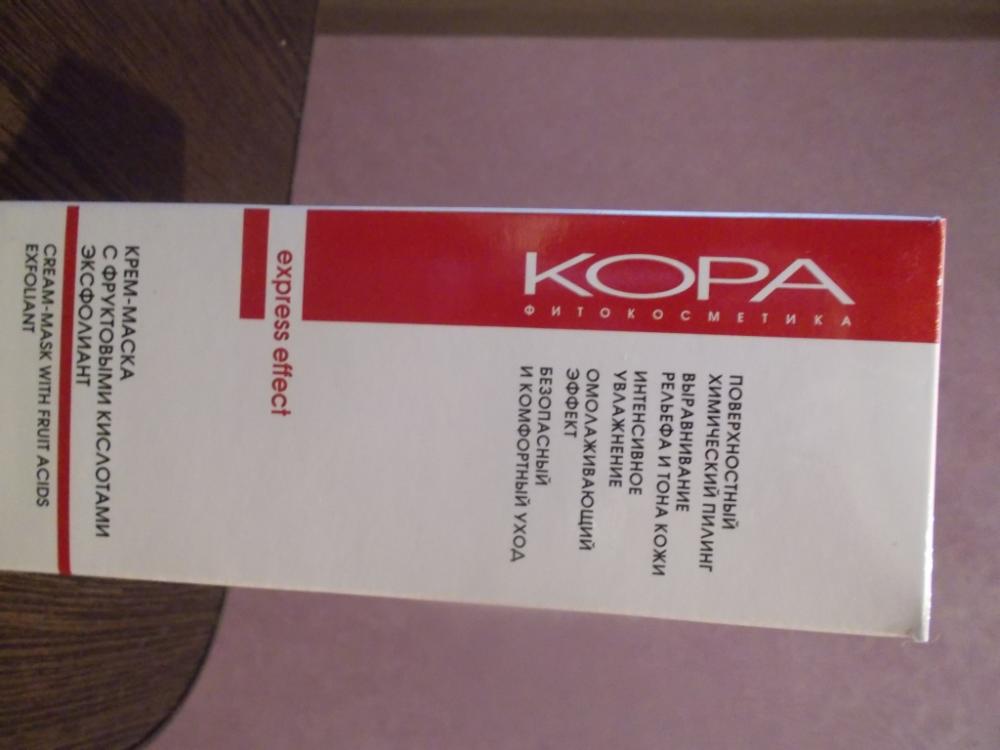 КОРА
ФИТОКОСМЕТИКА
ПОВЕРХНОСТНЫЙ
ХИМИЧЕСКИЙ ПИЛИНГ
ВЫРАВНИВАНИЕ
РЕЛЬЕФА И ТОНА КОЖИ
ИНТЕНСИВНОЕ
УВЛАЖНЕНИЕ
ОМОЛАЖИВАЮЩИЙ
ЭФФЕКТ
БЕЗОПАСНЫЙ
И КОМФОРТНЫЙ УХОД
express effect
КРЕМ-МАСКА
С ФРУКТОВЫМИ КИСЛОТАМИ
ЭКСФОЛИАНТ
CREAM-MASK WITH FRUIT ACIDS
EXFOLIANT